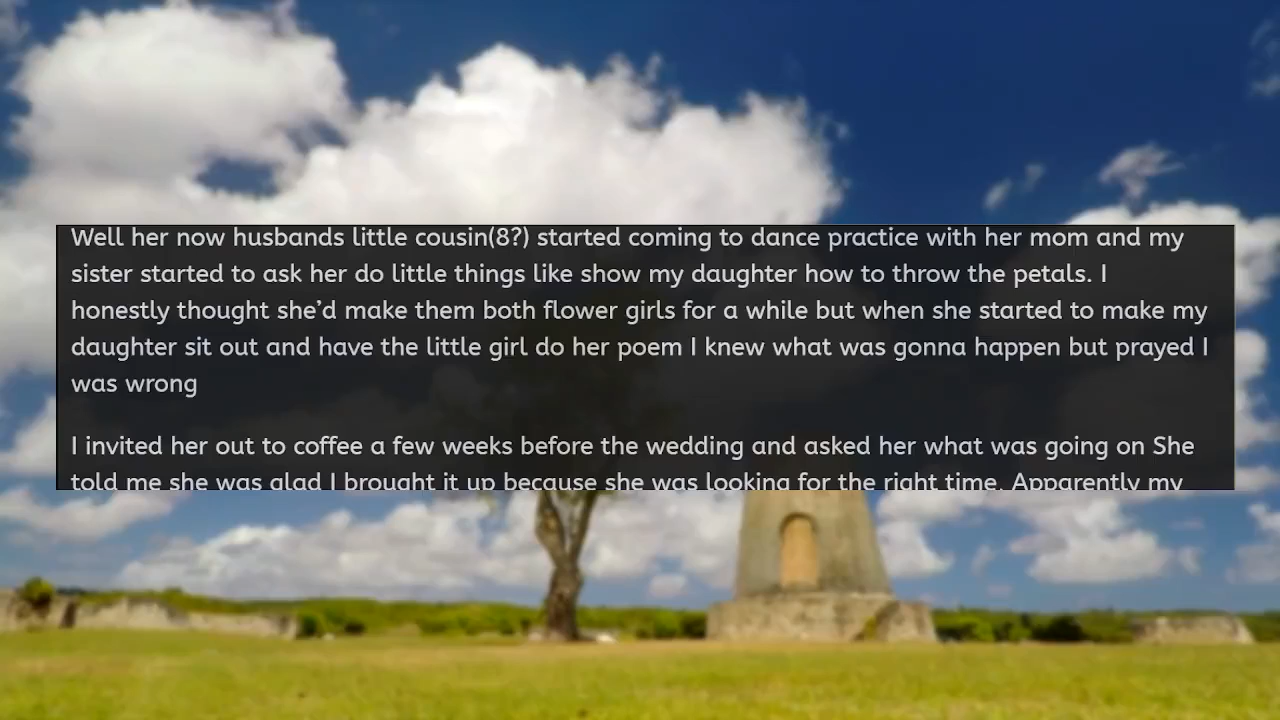 Well her now husbands little cousin(8?) started coming to dance practice with her mom and my
sister started to ask her do little things like show my daughter how to throw the petals. I
honestly thought she’d make them both flower girls for a while but when she started to make my
daughter sit out and have the little girl do her poem I knew what was gonna happen but prayed I
was wrong
I invited her out to coffee a few weeks before the wedding and asked her what was going on She
told me she was glad I brought it up because she was looking for the right time. Apparently my